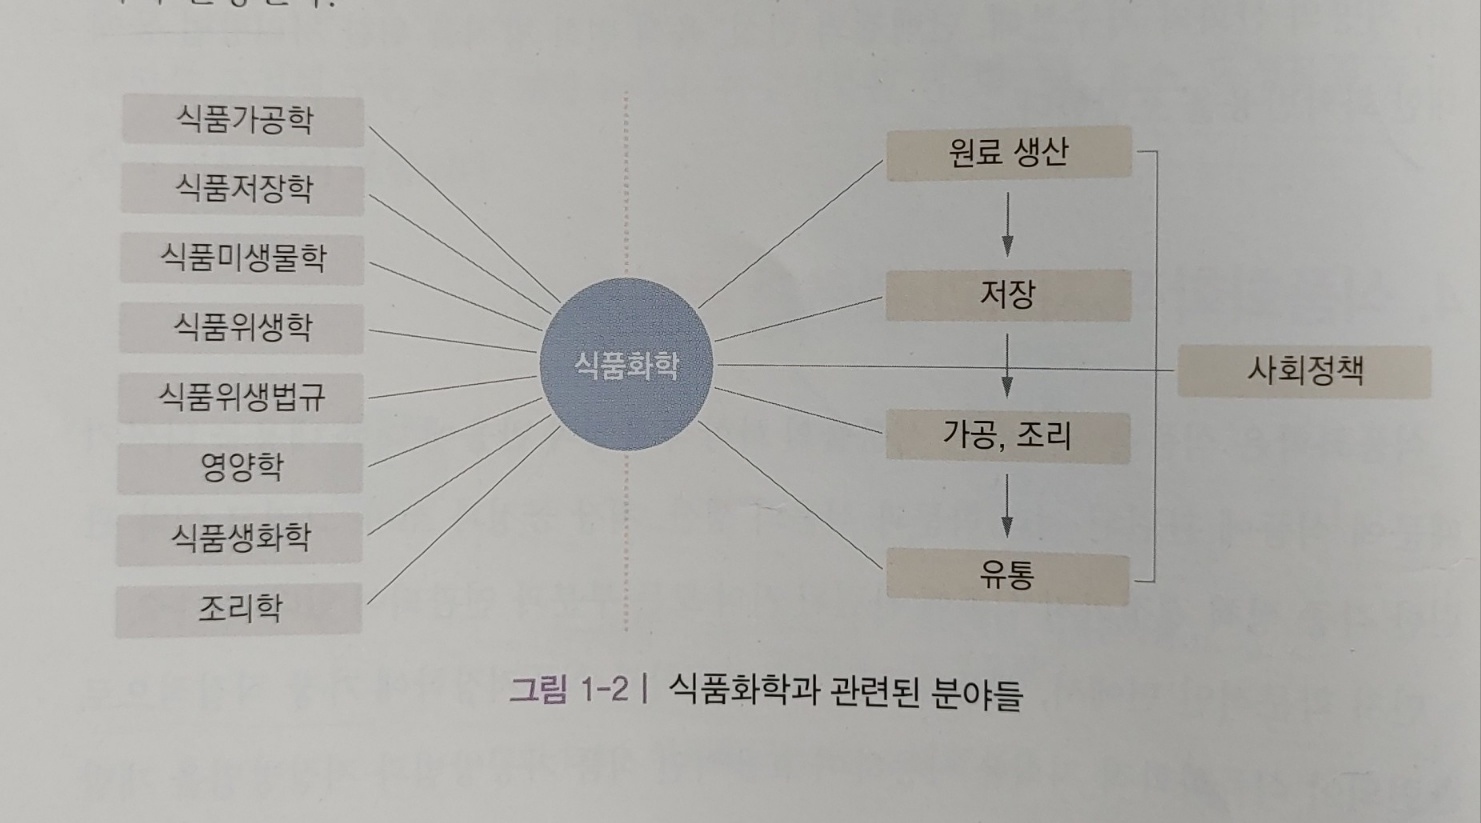 식품가공학
식품저장학
식품미생물학
식품위생학
식품위생법규
영양학
식품생화학
조리학
식품화학
원료 생산
저장
가공, 조리
유통
사회정책
그림 1-2 | 식품화학과 관련된 분야들